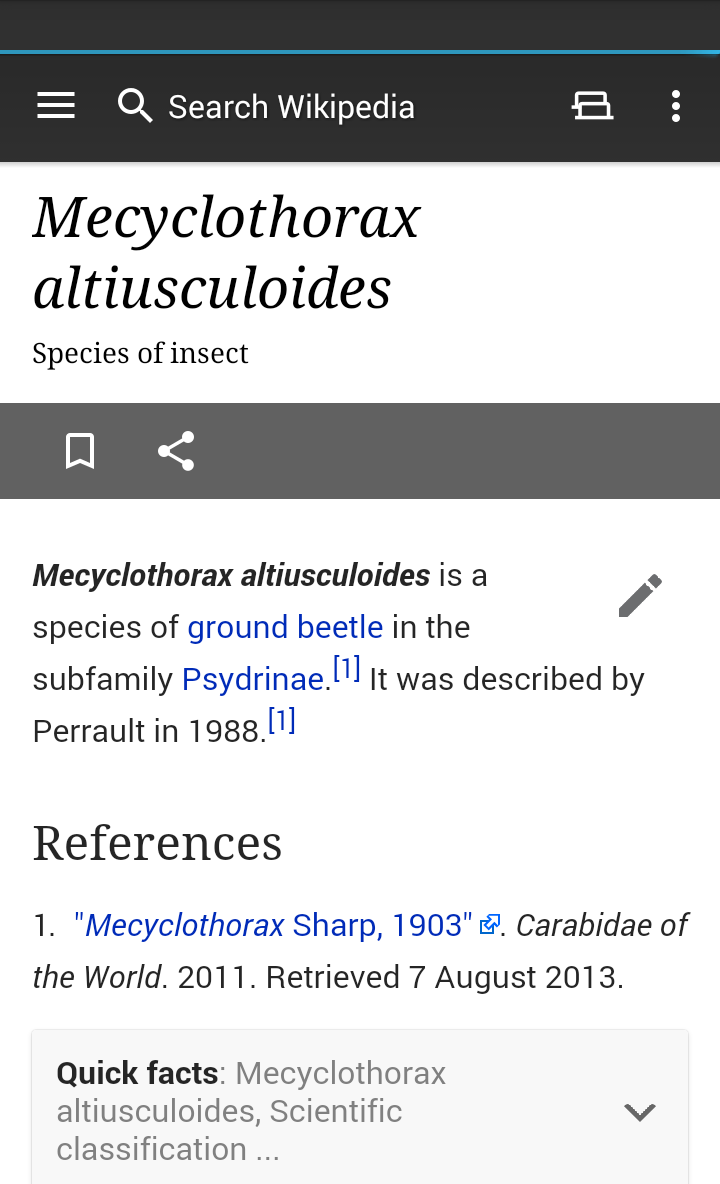 Search Wikipedia
Mecyclothorax
altiusculoides
Species of insect
Mecyclothorax altiusculoides is a
species of ground beetle in the
subfamily Psydrinae.[1] It was described by
Perrault in 1988.[1]
References
1. "Mecyclothorax Sharp, 1903". Carabidae of
the World. 2011. Retrieved 7 August 2013.
Quick facts: Mecyclothorax
altiusculoides, Scientific
classification ...